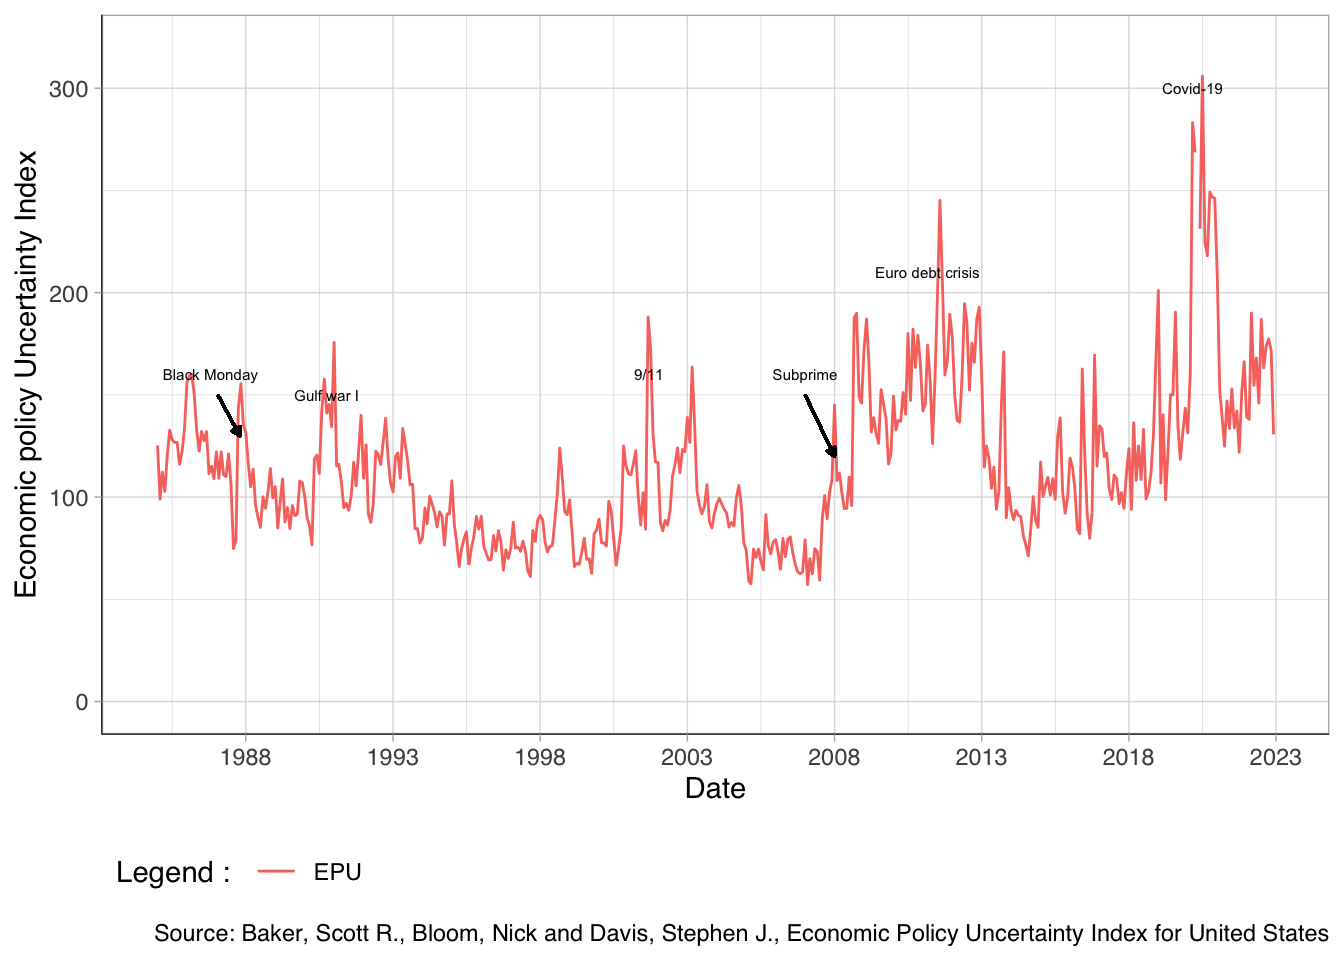 Economic policy Uncertainty Index
300
200
100
0
Covid-19
Euro debt crisis
Black Monday
9/11
Subprime
Gulf war I
1988
1993
1998
2003
2008
2013
2018
2023
Date
Legend :
EPU
Source: Baker, Scott R., Bloom, Nick and Davis, Stephen J., Economic Policy Uncertainty Index for United States